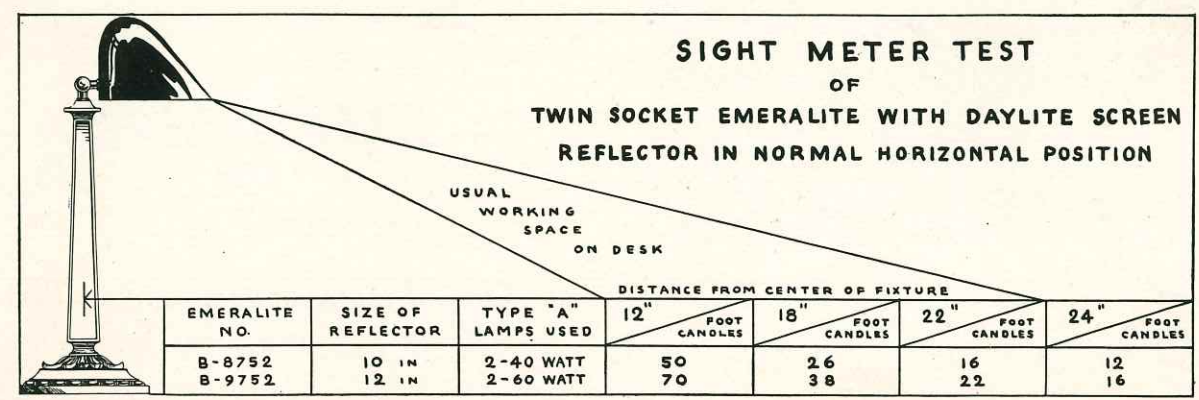 SIGHT METER TEST
OF
TWIN SOCKET EMERALITE WITH DAYLITE SCREEN
REFLECTOR IN NORMAL HORIZONTAL POSITION
USUAL
WORKING
SPACE
ON DESK
DISTANCE FROM CENTER OF FIXTURE
EMERALITE NO. SIZE OF REFLECTOR TYPE "A" LAMPS USED 12" FOOT CANDLES 18" FOOT CANDLES 22" FOOT CANDLES 24" FOOT CANDLES
B-8752 10 IN 2-40 WATT 50 26 16 12
B-9752 12 IN 2-60 WATT 70 38 22 16